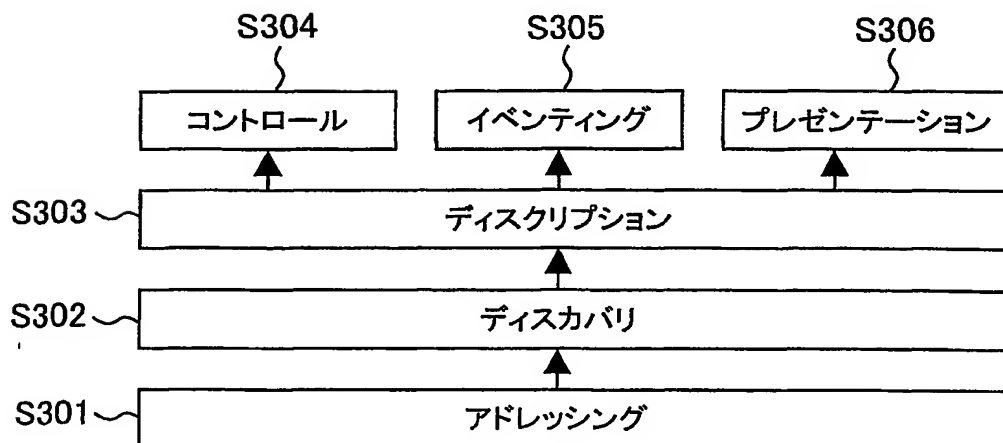 S304 S305 S306
コントロール イベンティング プレゼンテーション
S303 ディスクリプション
S302 ディスカバリ
S301 アドレッシング